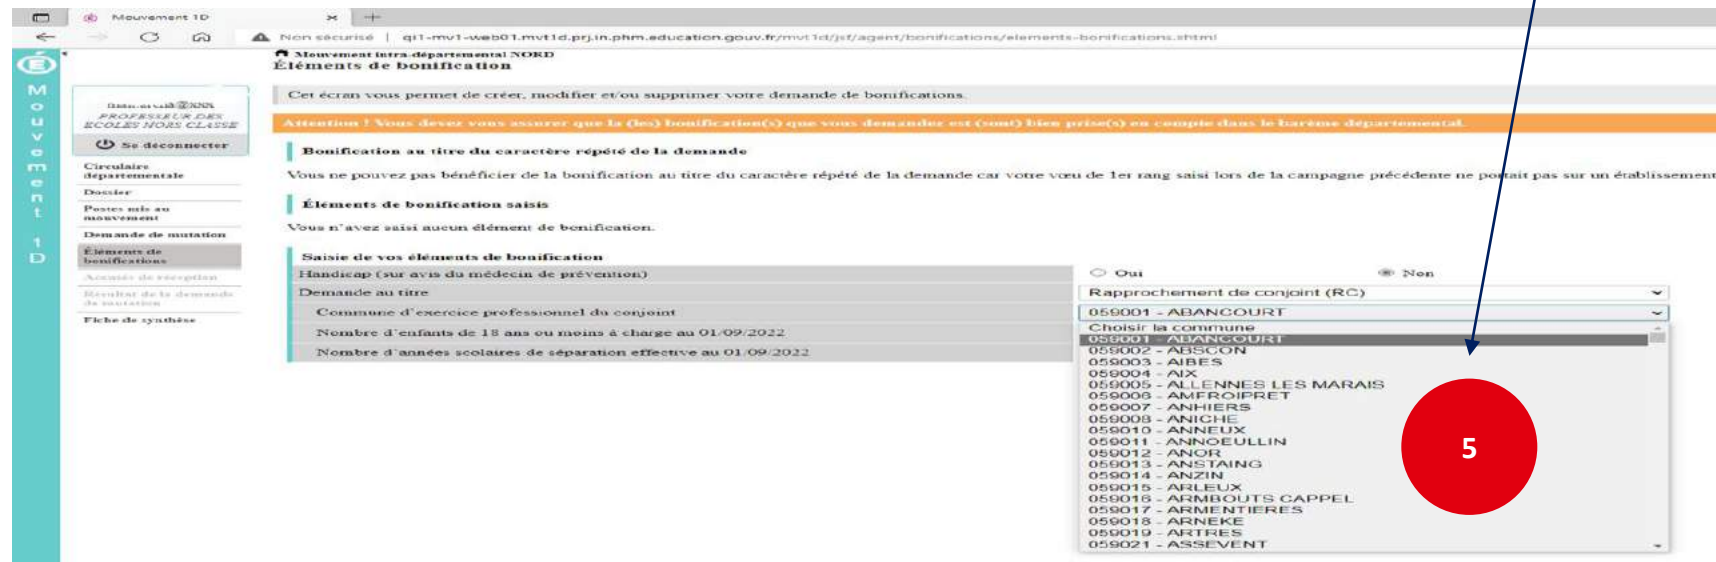 Mouvement 1D
Non sécurisé | qi1-mv1-web01.mvt1d.prj.in.phm.education.gouv.fr/mvt1d/jsf/agent/bonifications/elements-bonifications.xhtml
Mouvement 1D
Mouvement intra-départemental NORD
Éléments de bonification
PROFESSEUR DES
ECOLES HORS CLASSE
Se déconnecter
Circulaire
départementale
Dossier
Postes mis au
mouvement
Demande de mutation
Éléments de
bonifications
Accusés de réception
Résultat de la demande
de mutation
Fiche de synthèse
Cet écran vous permet de créer, modifier et/ou supprimer votre demande de bonifications.
Attention ! Vous devez vous assurer que la (les) bonification(s) que vous demandez est (sont) bien prise(s) en compte dans le barème départemental.
Bonification au titre du caractère répété de la demande
Vous ne pouvez pas bénéficier de la bonification au titre du caractère répété de la demande car votre vœu de 1er rang saisi lors de la campagne précédente ne portait pas sur un établissement
Éléments de bonification saisis
Vous n'avez saisi aucun élément de bonification.
Saisie de vos éléments de bonification
Handicap (sur avis du médecin de prévention) Oui Non
Demande au titre Rapprochement de conjoint (RC)
Commune d'exercice professionnel du conjoint 059001 - ABANCOURT
Nombre d'enfants de 18 ans ou moins à charge au 01/09/2022
Nombre d'années scolaires de séparation effective au 01/09/2022
Choisir la commune
059001 - ABANCOURT
059002 - ABSCON
059003 - AIBES
059004 - AIX
059005 - ALLENNES LES MARAIS
059006 - AMFROIPRET
059007 - ANHIERS
059008 - ANICHE
059010 - ANNEUX
059011 - ANNOEULLIN
059012 - ANOR
059013 - ANSTAING
059014 - ANZIN
059015 - ARLEUX
059016 - ARMBOUTS CAPPEL
059017 - ARMENTIERES
059018 - ARNEKE
059019 - ARTRES
059021 - ASSEVENT
5